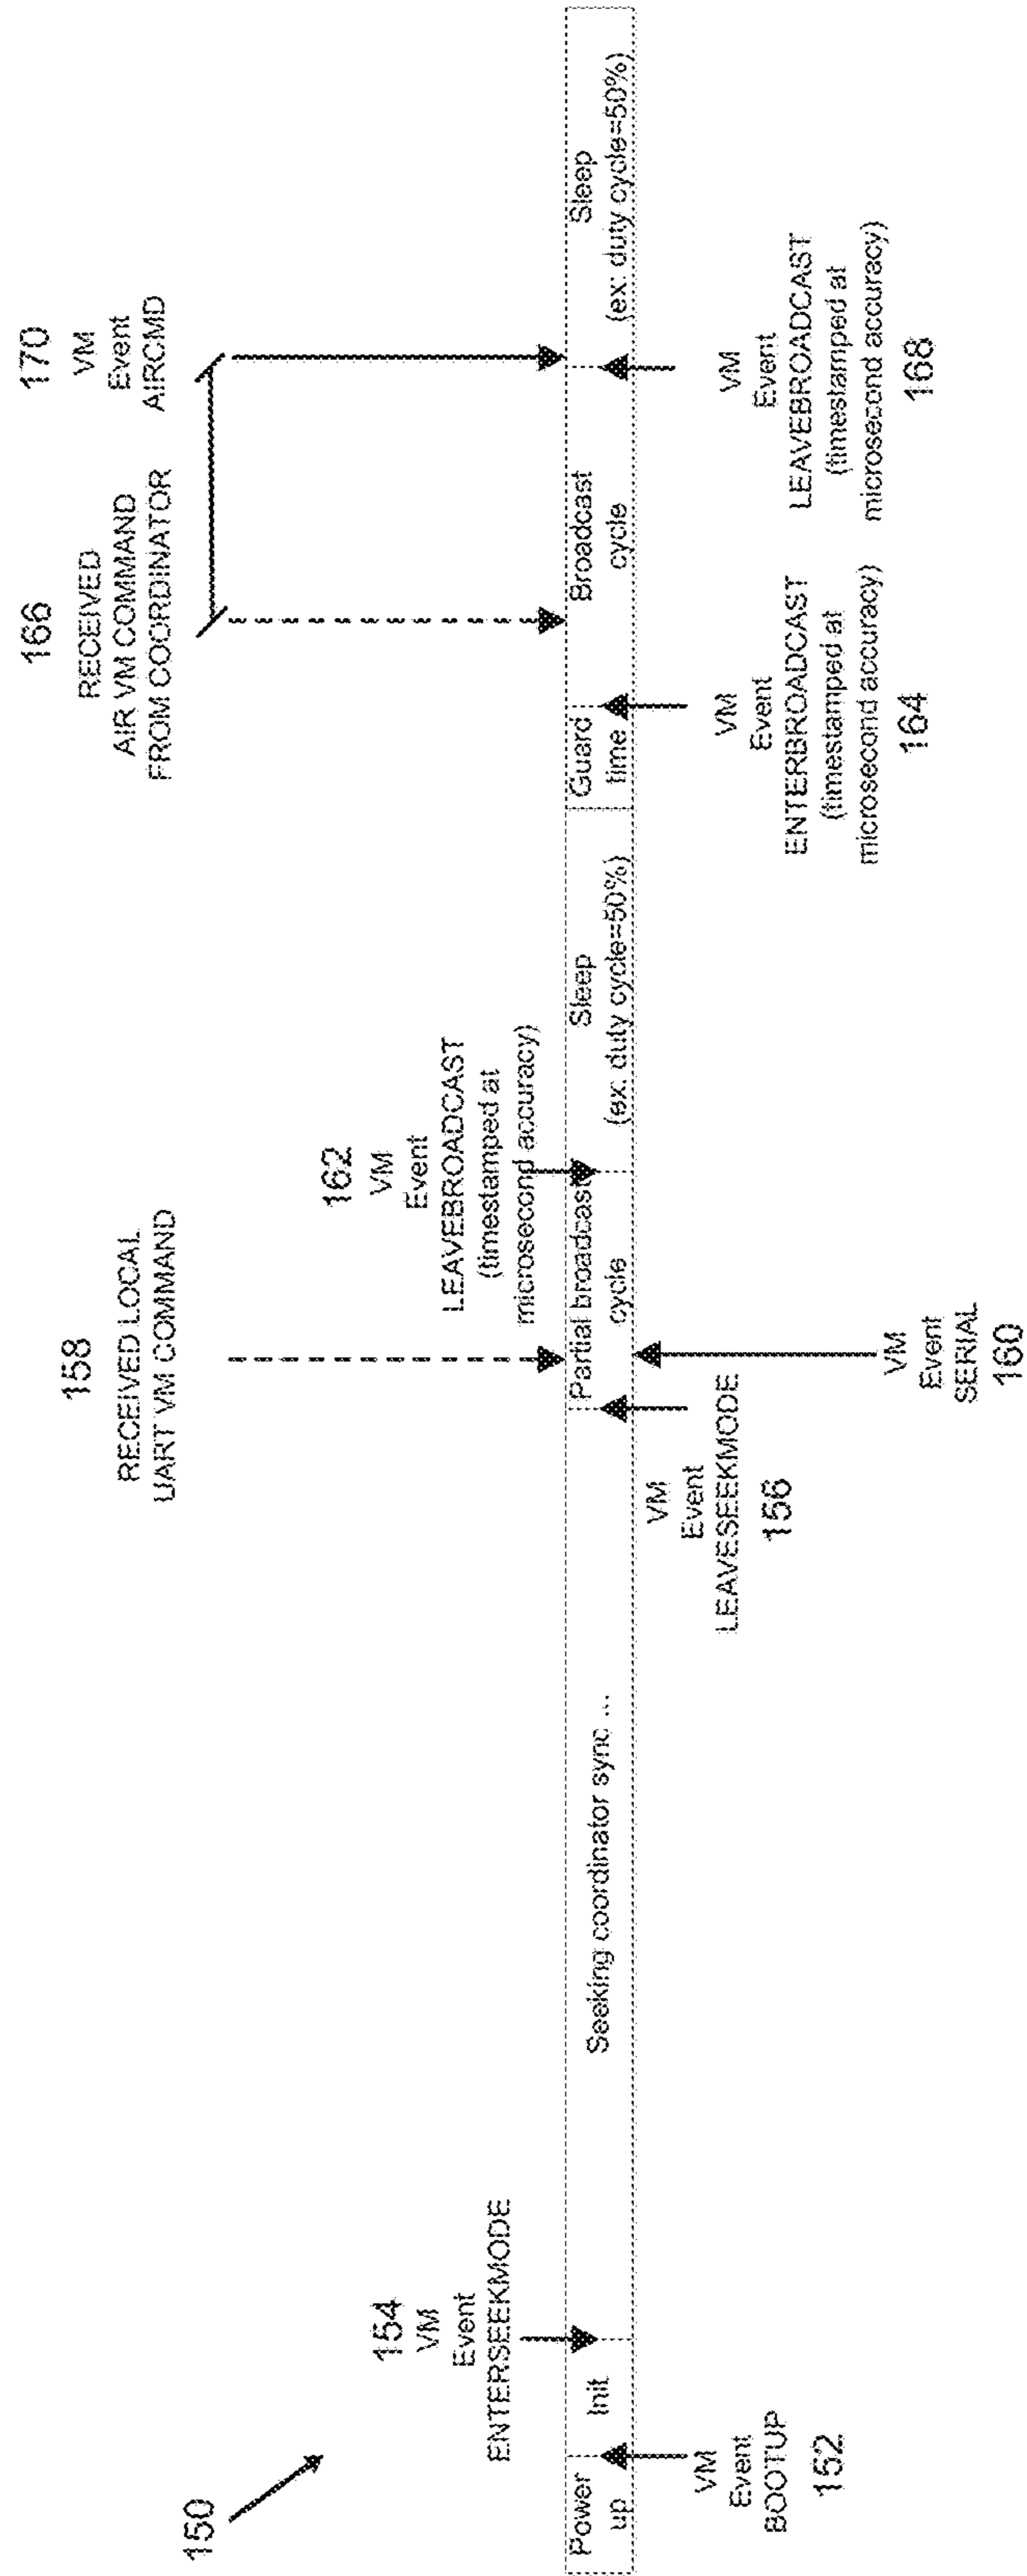 150
Power
up
VM
Event
BOOTUP
152
Init
154
VM
Event
ENTERSEEKMODE
Seeking coordinator sync ...
VM
Event
LEAVESEEKMODE
156
158
RECEIVED LOCAL
UART VM COMMAND
Partial broadcast
cycle
VM
Event
SERIAL
160
162
VM
Event
LEAVEBROADCAST
(timestamped at
microsecond accuracy)
Sleep
(ex: duty cycle=50%)
Guard
time
VM
Event
ENTERBROADCAST
(timestamped at
microsecond accuracy)
164
166
RECEIVED
AIR VM COMMAND
FROM COORDINATOR
Broadcast
cycle
VM
Event
LEAVEBROADCAST
(timestamped at
microsecond accuracy)
168
170
VM
Event
AIRCMD
Sleep
(ex: duty cycle=50%)